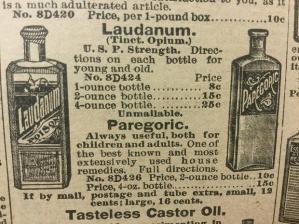 is a much adulterated article.
No. 8D420 Price, per 1-pound box....10c
Laudanum.
(Tinct. Opium.)
U. S. P. Strength. Direc-
tions on each bottle for
young and old.
No. 8D424 Price
1-ounce bottle....8c
2-ounce bottle....15c
4-ounce bottle....25c
Unmailable.
Paregoric.
Always useful, both for
children and adults. One of
the best known and most
extensively used house
remedies. Full directions.
No. 8D426 Price, 2-ounce bottle..10c
Price, 4-oz. bottle....15c
If by mail, postage and tube extra, small, 12
cents; large, 16 cents.
Tasteless Castor Oil.
LAUDANUM
POISON
PAREGORIC